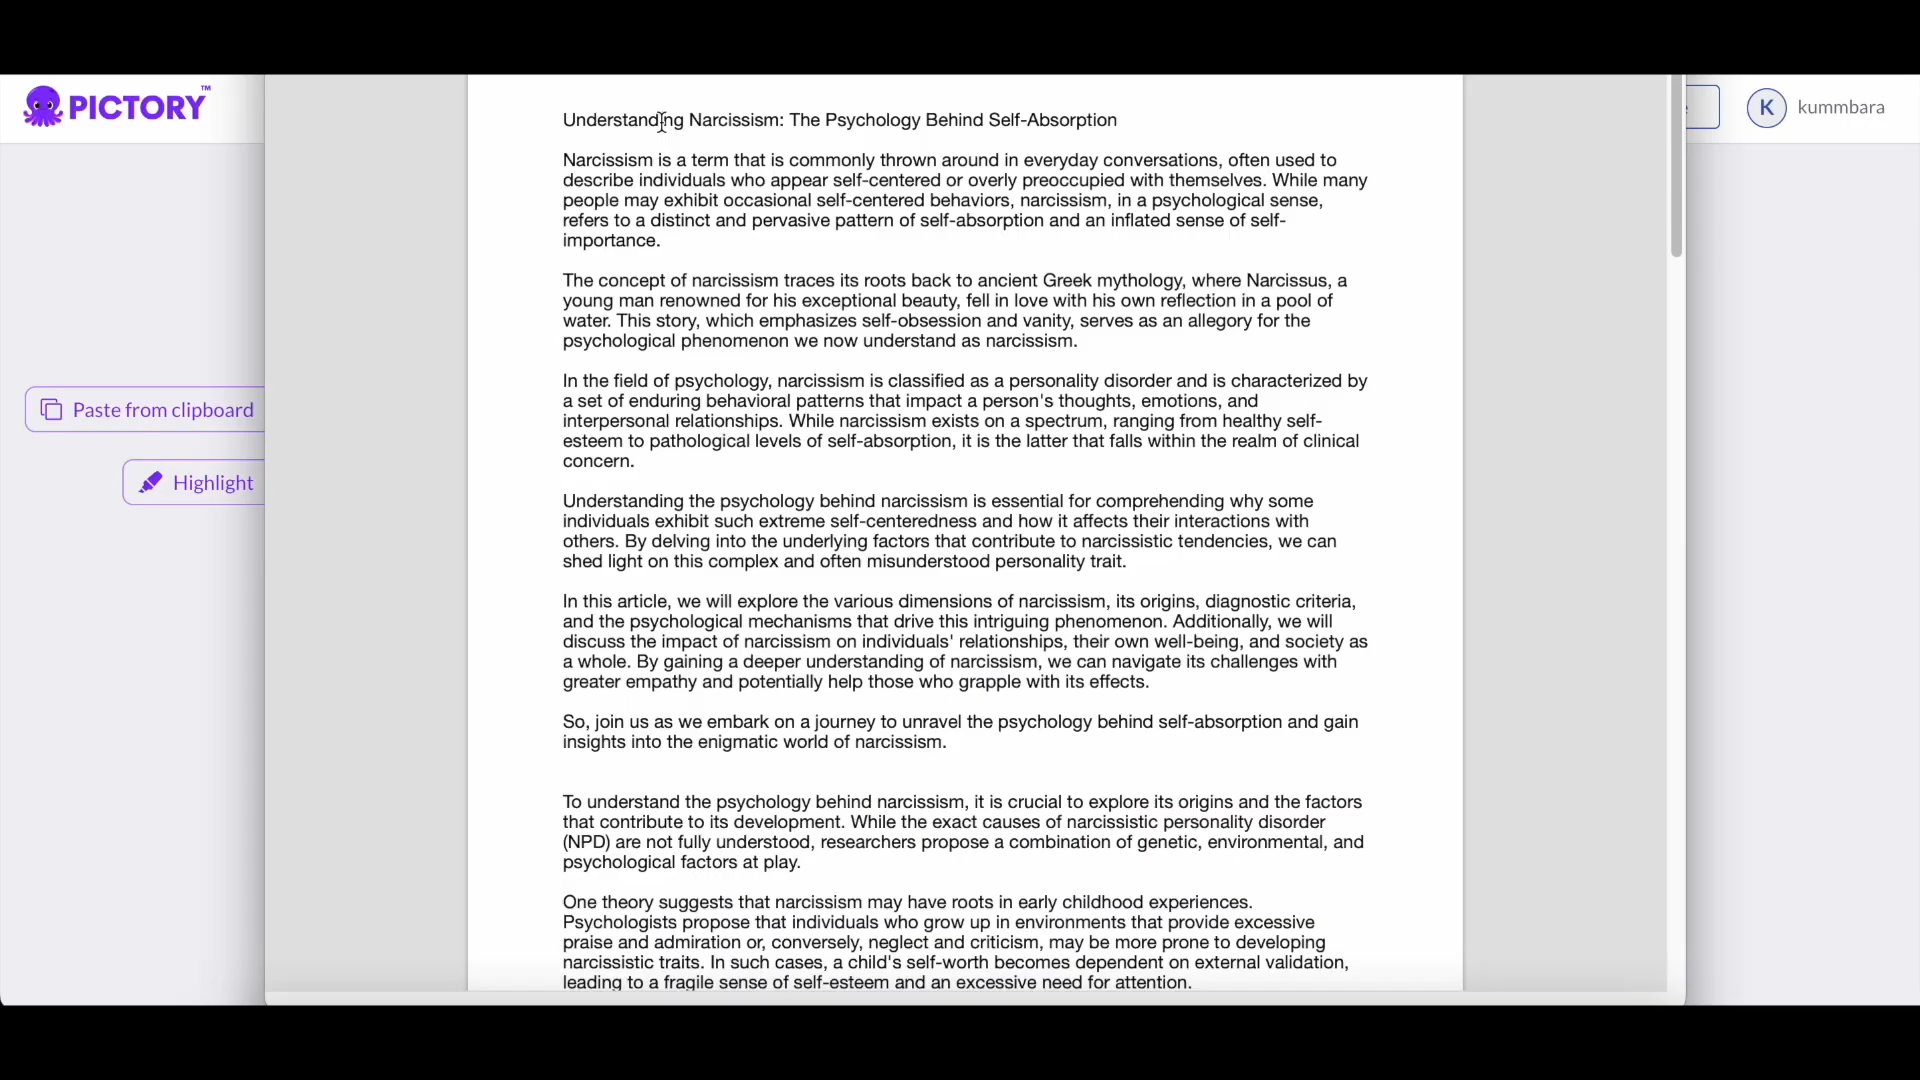 PICTORY™
K kummbara
Paste from clipboard
Highlight
Understanding Narcissism: The Psychology Behind Self-Absorption
Narcissism is a term that is commonly thrown around in everyday conversations, often used to
describe individuals who appear self-centered or overly preoccupied with themselves. While many
people may exhibit occasional self-centered behaviors, narcissism, in a psychological sense,
refers to a distinct and pervasive pattern of self-absorption and an inflated sense of self-
importance.
The concept of narcissism traces its roots back to ancient Greek mythology, where Narcissus, a
young man renowned for his exceptional beauty, fell in love with his own reflection in a pool of
water. This story, which emphasizes self-obsession and vanity, serves as an allegory for the
psychological phenomenon we now understand as narcissism.
In the field of psychology, narcissism is classified as a personality disorder and is characterized by
a set of enduring behavioral patterns that impact a person's thoughts, emotions, and
interpersonal relationships. While narcissism exists on a spectrum, ranging from healthy self-
esteem to pathological levels of self-absorption, it is the latter that falls within the realm of clinical
concern.
Understanding the psychology behind narcissism is essential for comprehending why some
individuals exhibit such extreme self-centeredness and how it affects their interactions with
others. By delving into the underlying factors that contribute to narcissistic tendencies, we can
shed light on this complex and often misunderstood personality trait.
In this article, we will explore the various dimensions of narcissism, its origins, diagnostic criteria,
and the psychological mechanisms that drive this intriguing phenomenon. Additionally, we will
discuss the impact of narcissism on individuals' relationships, their own well-being, and society as
a whole. By gaining a deeper understanding of narcissism, we can navigate its challenges with
greater empathy and potentially help those who grapple with its effects.
So, join us as we embark on a journey to unravel the psychology behind self-absorption and gain
insights into the enigmatic world of narcissism.
To understand the psychology behind narcissism, it is crucial to explore its origins and the factors
that contribute to its development. While the exact causes of narcissistic personality disorder
(NPD) are not fully understood, researchers propose a combination of genetic, environmental, and
psychological factors at play.
One theory suggests that narcissism may have roots in early childhood experiences.
Psychologists propose that individuals who grow up in environments that provide excessive
praise and admiration or, conversely, neglect and criticism, may be more prone to developing
narcissistic traits. In such cases, a child's self-worth becomes dependent on external validation,
leading to a fragile sense of self-esteem and an excessive need for attention.